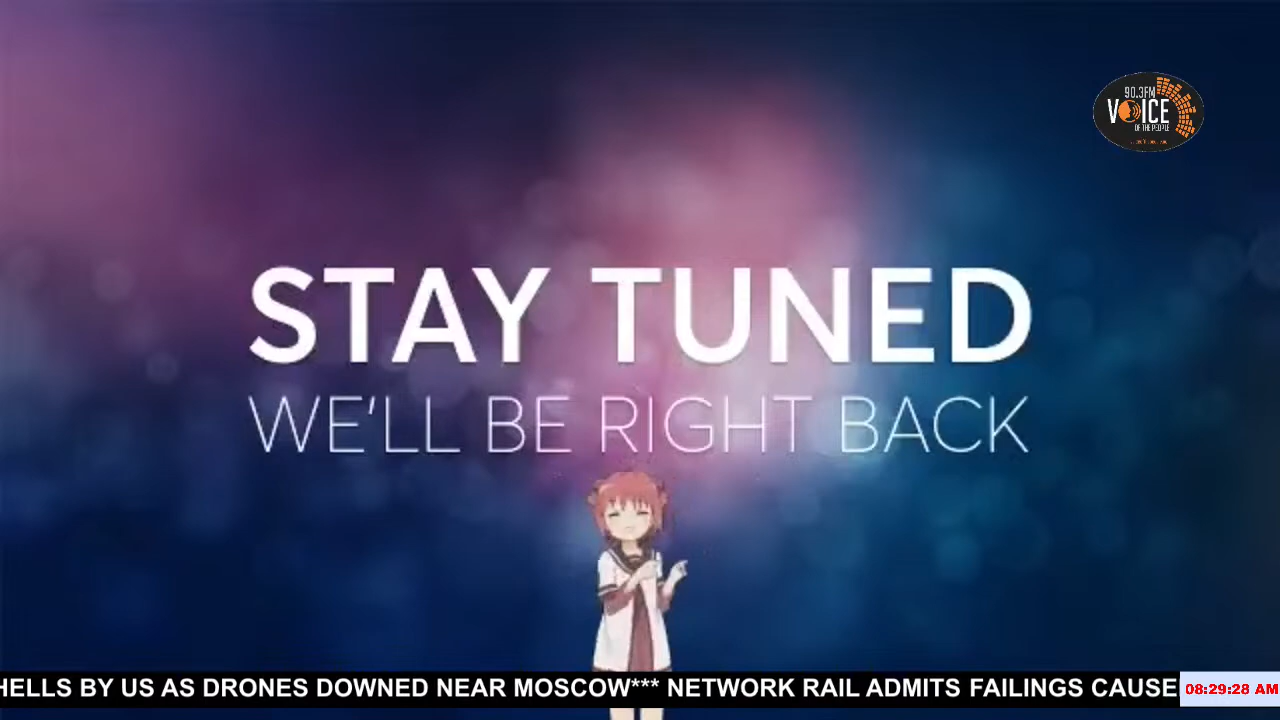 90.3FM
VOICE
OF THE PEOPLE
STAY TUNED
WE'LL BE RIGHT BACK
HELLS BY US AS DRONES DOWNED NEAR MOSCOW*** NETWORK RAIL ADMITS FAILINGS CAUSE
08:29:28 AM